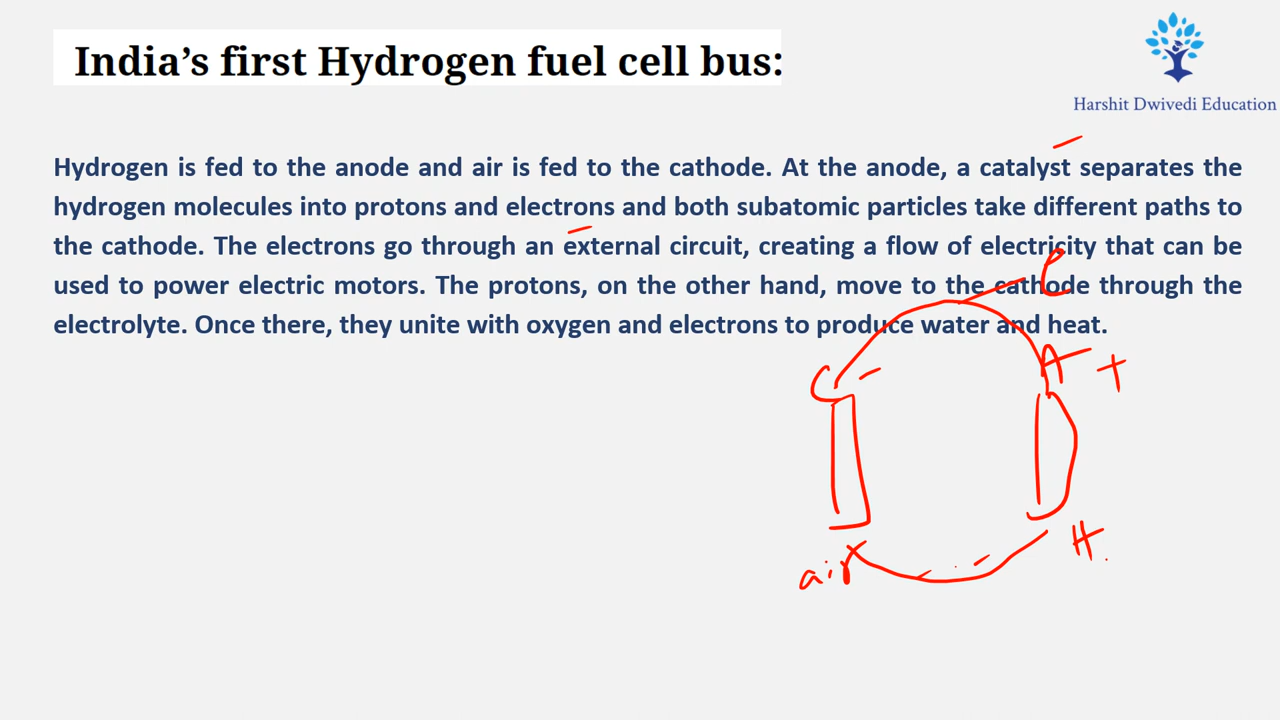 India’s first Hydrogen fuel cell bus:
Harshit Dwivedi Education
Hydrogen is fed to the anode and air is fed to the cathode. At the anode, a catalyst separates the
hydrogen molecules into protons and electrons and both subatomic particles take different paths to
the cathode. The electrons go through an external circuit, creating a flow of electricity that can be
used to power electric motors. The protons, on the other hand, move to the cathode through the
electrolyte. Once there, they unite with oxygen and electrons to produce water and heat.
C -
A +
air
H